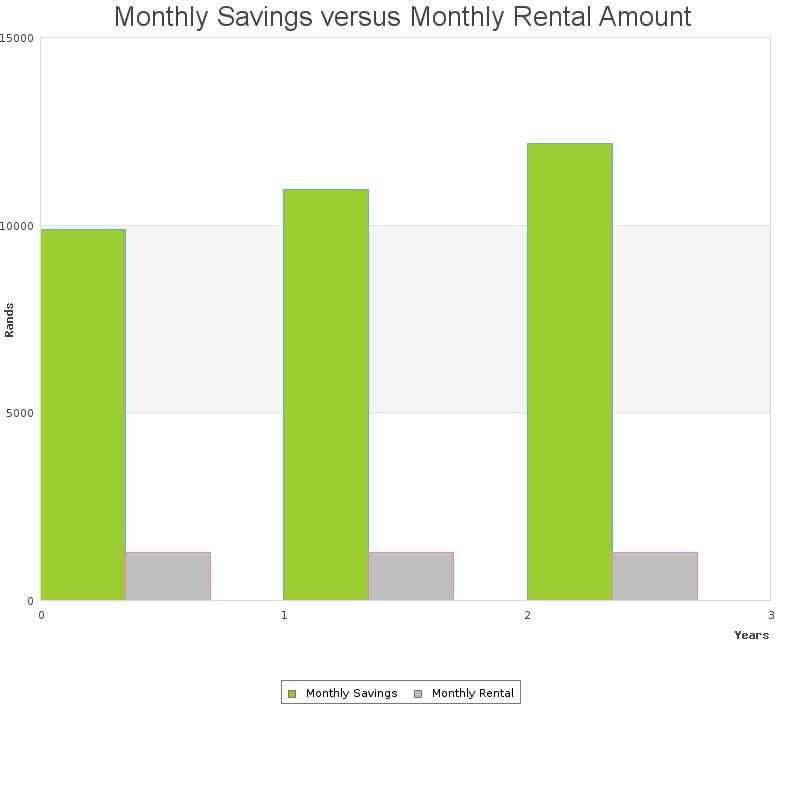 Monthly Savings versus Monthly Rental Amount
15000
10000
Rands
5000
0
0 1 2 3
Years
Monthly Savings Monthly Rental